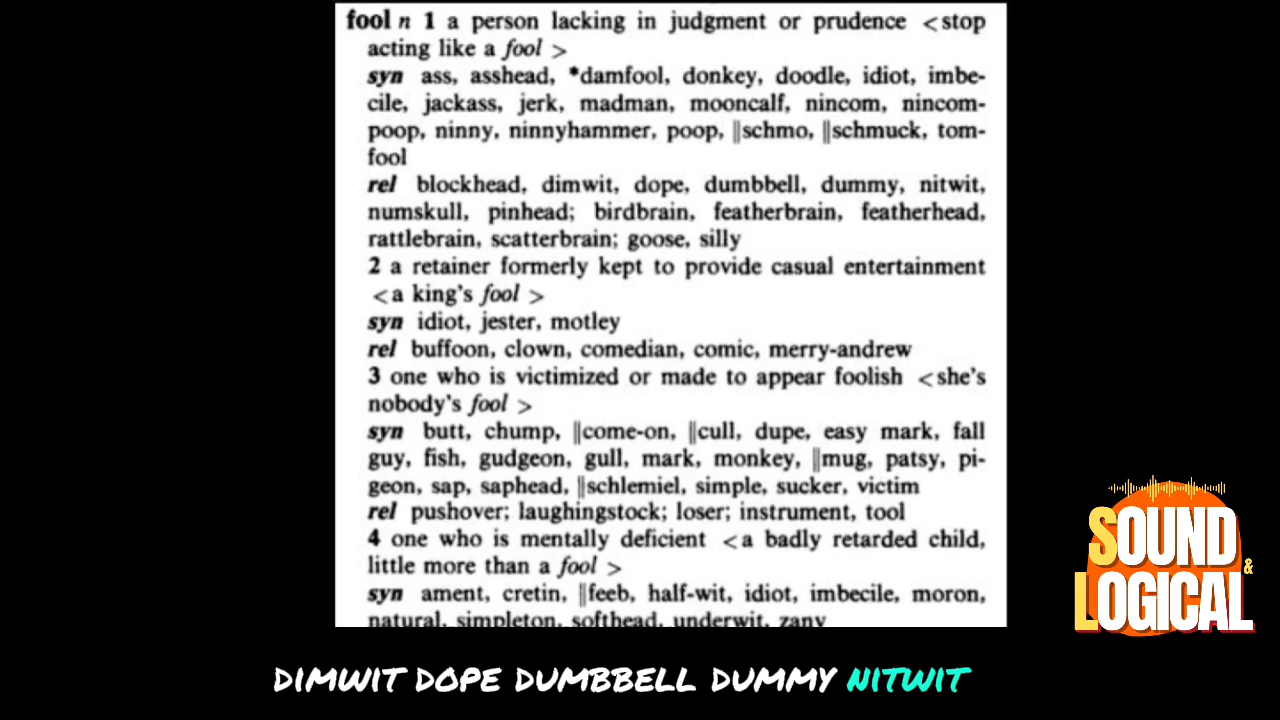 fool n 1 a person lacking in judgment or prudence <stop
acting like a fool >
syn ass, asshead, *damfool, donkey, doodle, idiot, imbe-
cile, jackass, jerk, madman, mooncalf, nincom, nincom-
poop, ninny, ninnyhammer, poop, ‖schmo, ‖schmuck, tom-
fool
rel blockhead, dimwit, dope, dumbbell, dummy, nitwit,
numskull, pinhead; birdbrain, featherbrain, featherhead,
rattlebrain, scatterbrain; goose, silly
2 a retainer formerly kept to provide casual entertainment
<a king's fool >
syn idiot, jester, motley
rel buffoon, clown, comedian, comic, merry-andrew
3 one who is victimized or made to appear foolish <she's
nobody's fool >
syn butt, chump, ‖come-on, ‖cull, dupe, easy mark, fall
guy, fish, gudgeon, gull, mark, monkey, ‖mug, patsy, pi-
geon, sap, saphead, ‖schlemiel, simple, sucker, victim
rel pushover; laughingstock; loser; instrument, tool
4 one who is mentally deficient <a badly retarded child,
little more than a fool >
syn ament, cretin, ‖feeb, half-wit, idiot, imbecile, moron,
natural, simpleton, softhead, underwit, zany
SOUND
&
LOGICAL
DIMWIT DOPE DUMBBELL DUMMY NITWIT